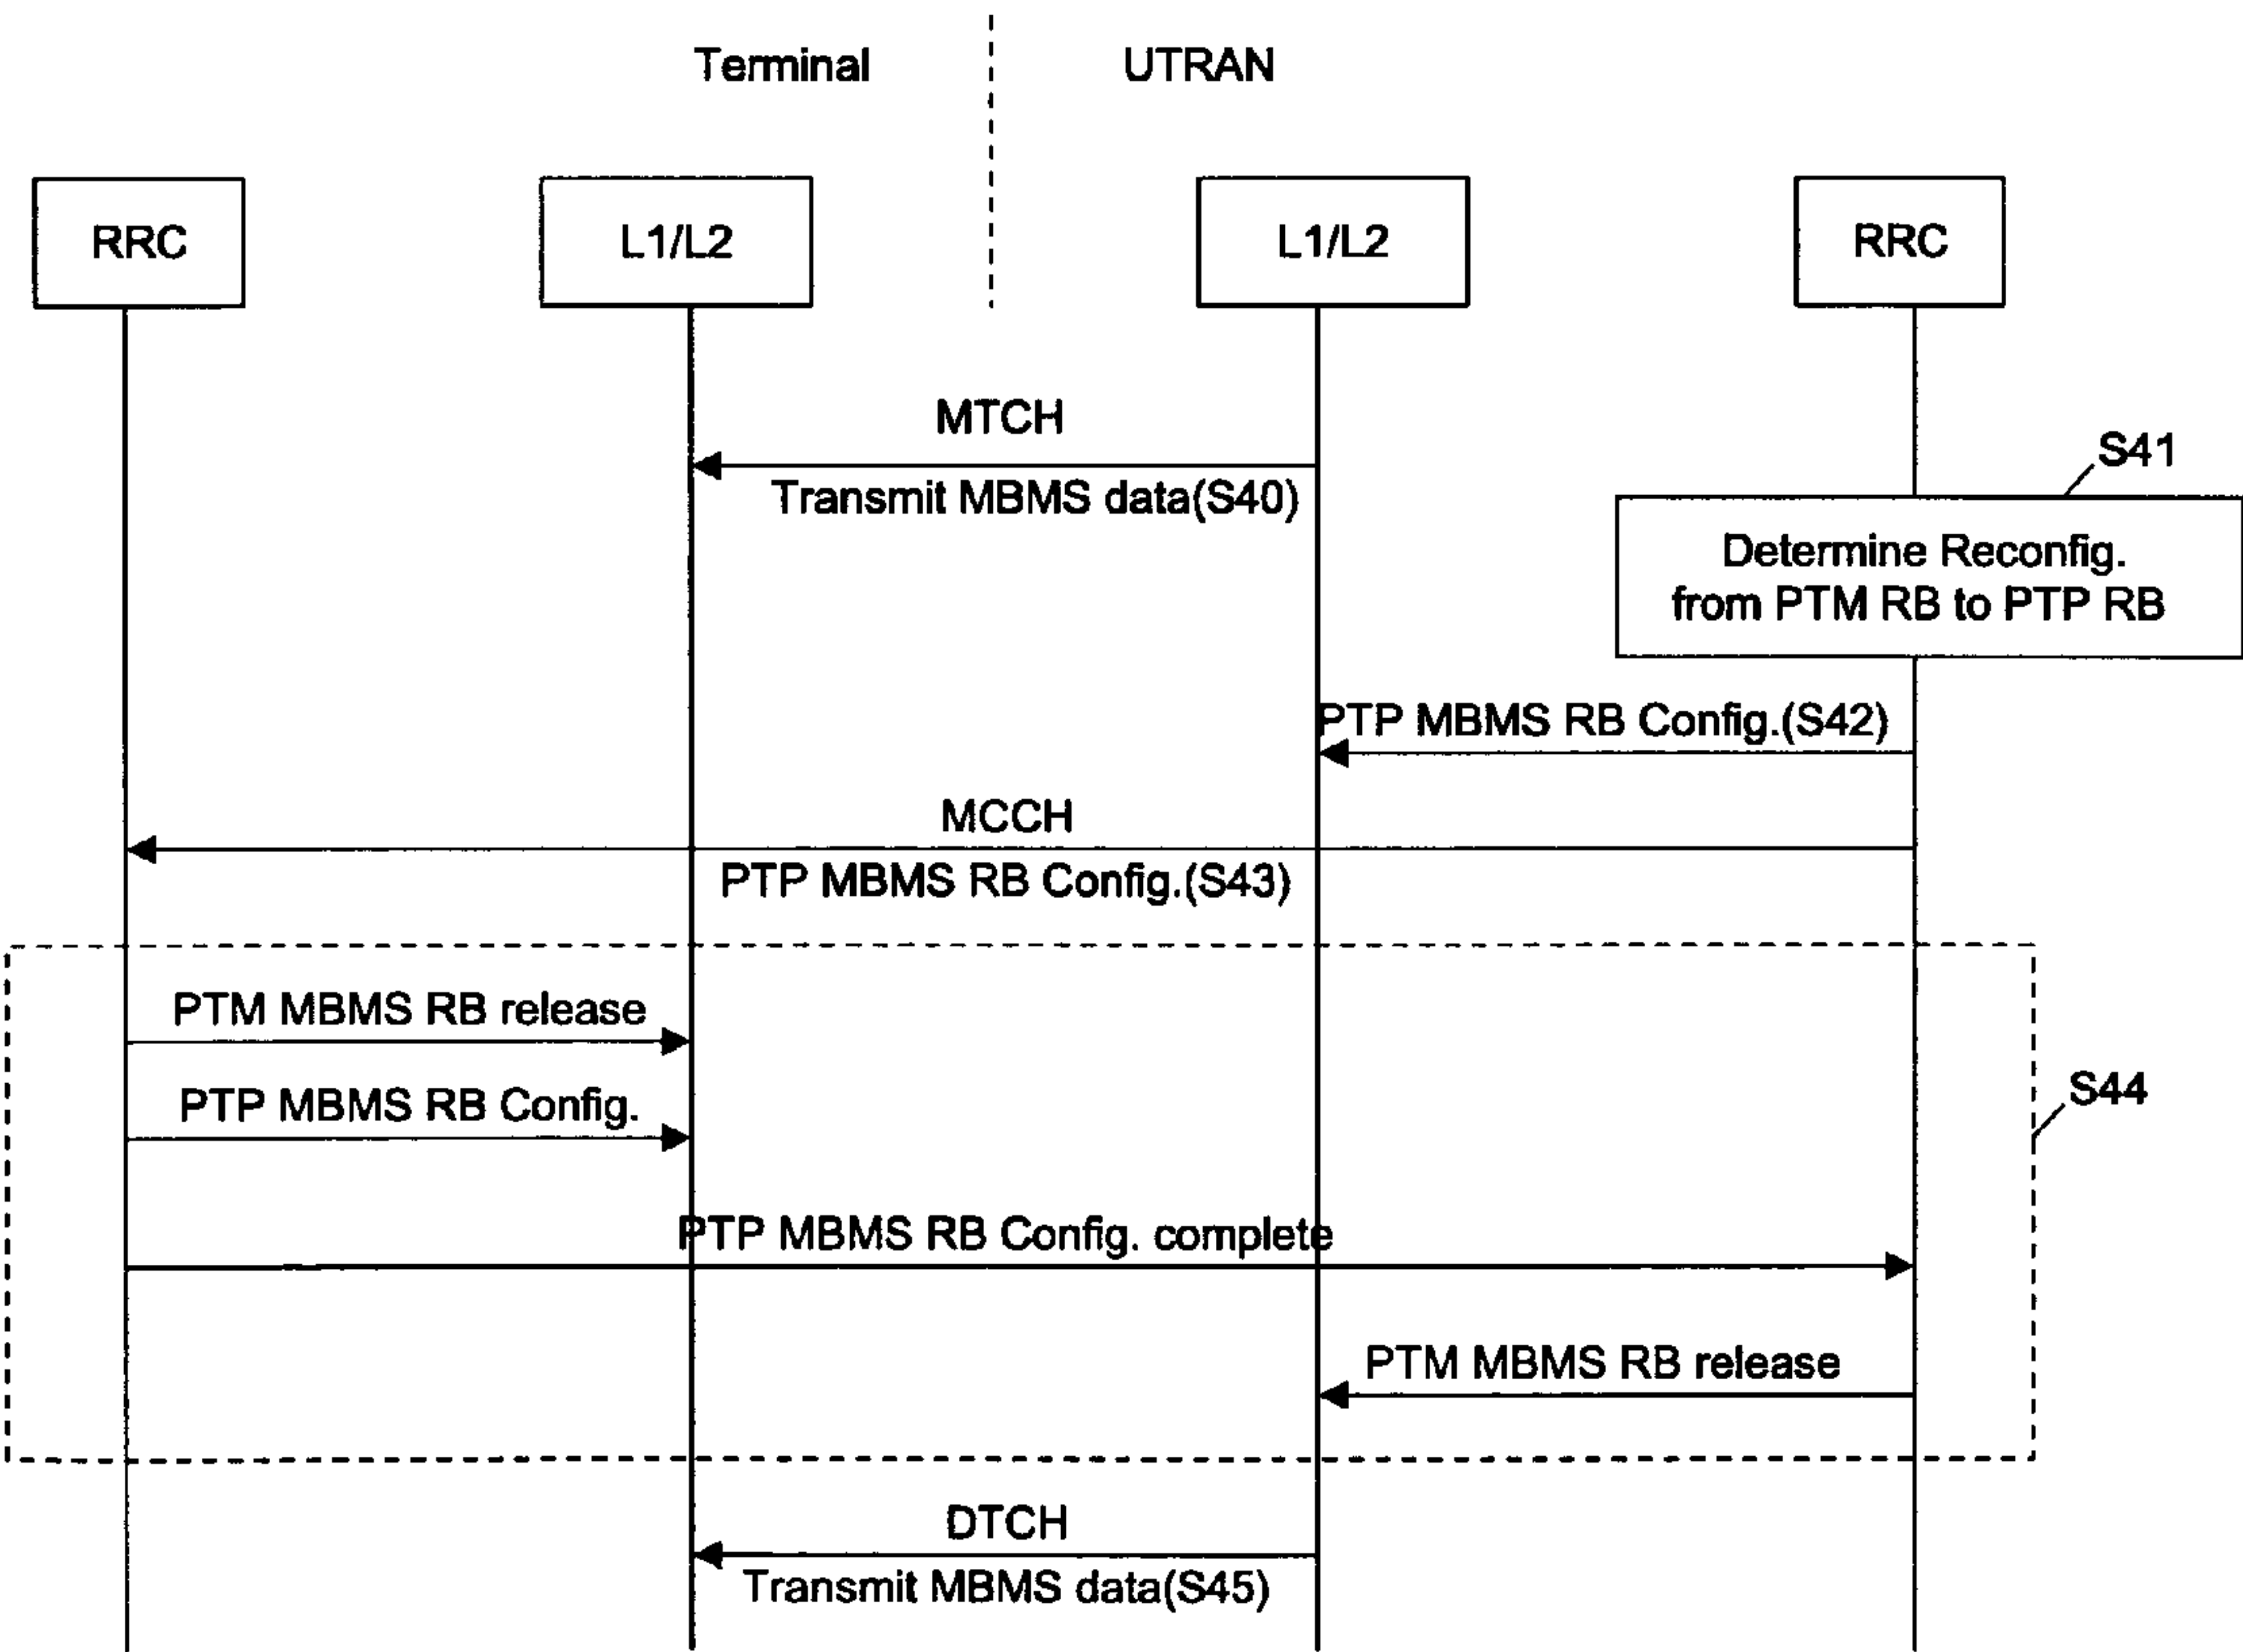 Terminal
UTRAN
RRC
L1/L2
L1/L2
RRC
MTCH
Transmit MBMS data(S40)
S41
Determine Reconfig.
from PTM RB to PTP RB
PTP MBMS RB Config.(S42)
MCCH
PTP MBMS RB Config.(S43)
PTM MBMS RB release
PTP MBMS RB Config.
S44
PTP MBMS RB Config. complete
PTM MBMS RB release
DTCH
Transmit MBMS data(S45)